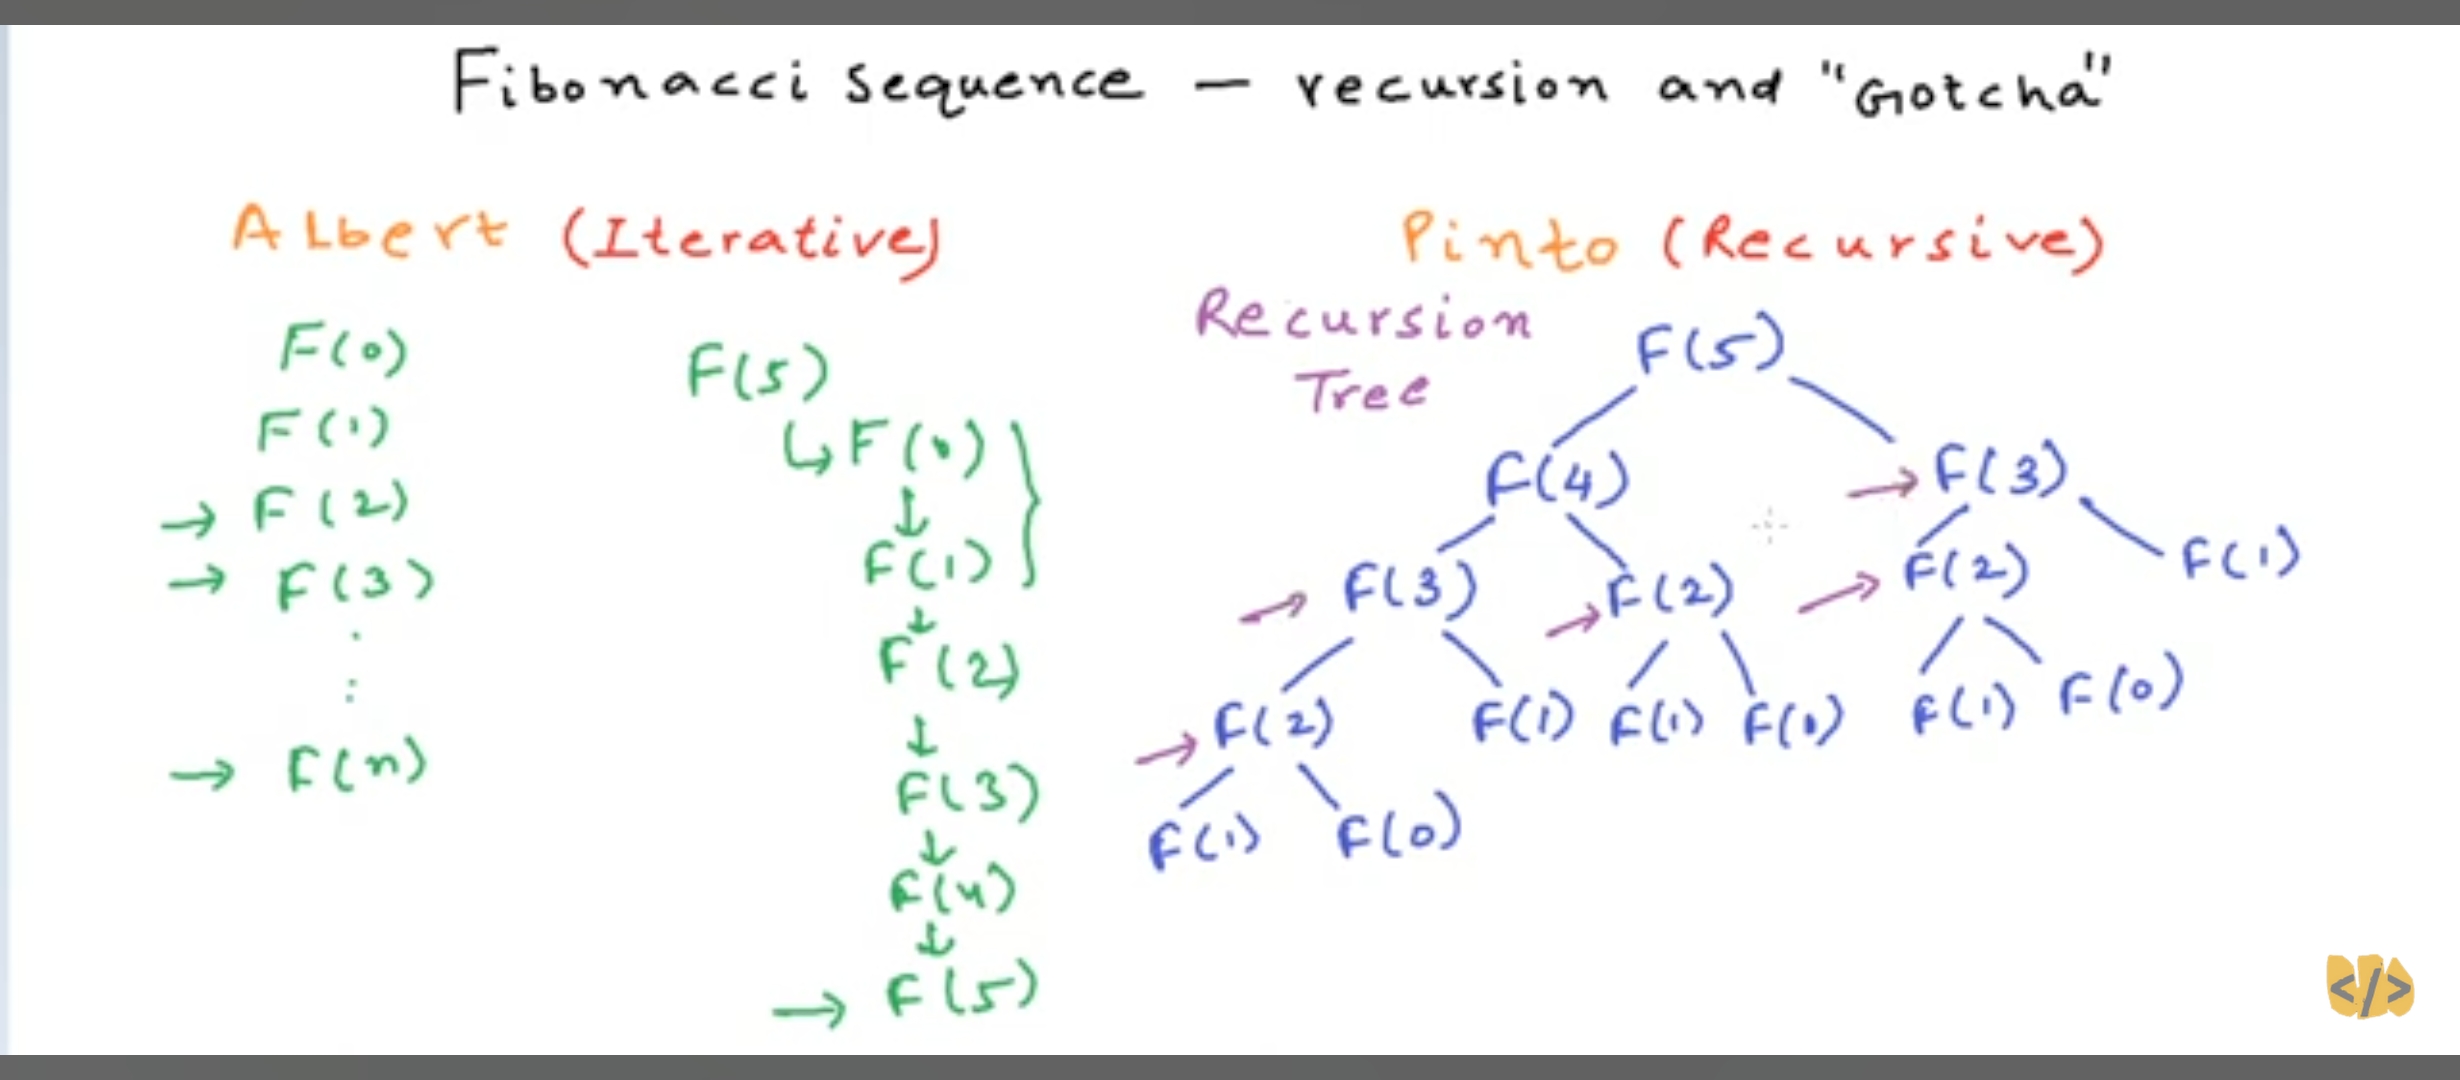 Fibonacci sequence — recursion and "Gotcha"
Albert (Iterative)
F(0)
F(1)
→ F(2)
→ F(3)
.
:
→ F(n)
F(5)
↳ F(0)
↓
F(1)
↓
F(2)
↓
F(3)
↓
F(4)
↓
→ F(5)
Pinto (Recursive)
Recursion
Tree
F(5)
F(4) → F(3)
→ F(3) → F(2) → F(2) F(1)
→ F(2) F(1) F(1) F(0) F(1) F(0)
F(1) F(0)
</>